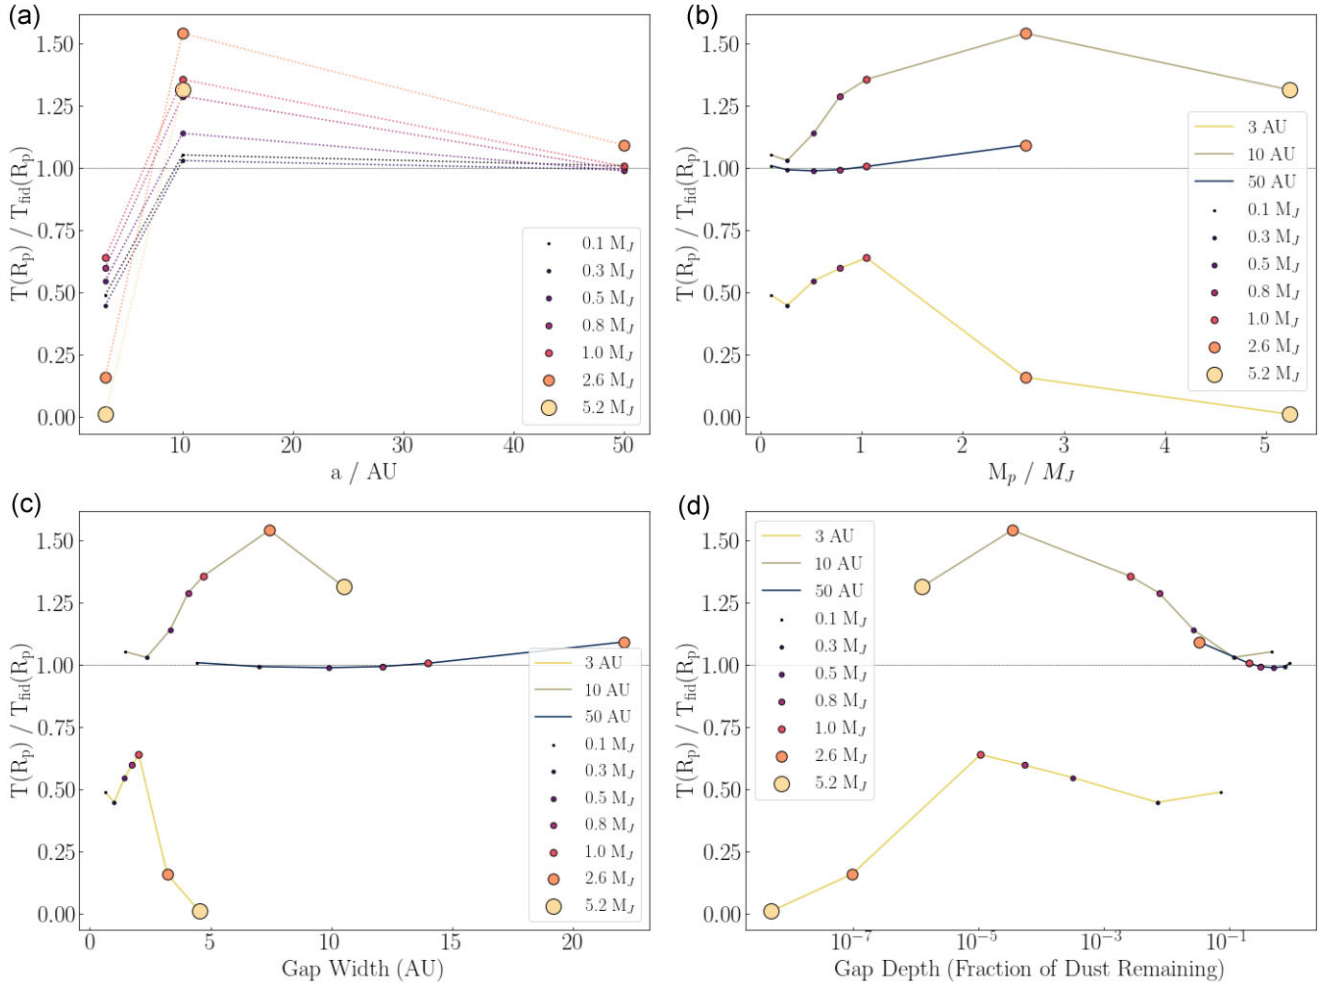 (a)
1.50
1.25
1.00
0.75
0.50
0.25
0.00
T(Rp) / Tfid(Rp)
0.1 MJ
0.3 MJ
0.5 MJ
0.8 MJ
1.0 MJ
2.6 MJ
5.2 MJ
10 20 30 40 50
a / AU
(b)
1.50
1.25
1.00
0.75
0.50
0.25
0.00
T(Rp) / Tfid(Rp)
3 AU
10 AU
50 AU
0.1 MJ
0.3 MJ
0.5 MJ
0.8 MJ
1.0 MJ
2.6 MJ
5.2 MJ
0 1 2 3 4 5
Mp / MJ
(c)
1.50
1.25
1.00
0.75
0.50
0.25
0.00
T(Rp) / Tfid(Rp)
3 AU
10 AU
50 AU
0.1 MJ
0.3 MJ
0.5 MJ
0.8 MJ
1.0 MJ
2.6 MJ
5.2 MJ
0 5 10 15 20
Gap Width (AU)
(d)
1.50
1.25
1.00
0.75
0.50
0.25
0.00
T(Rp) / Tfid(Rp)
3 AU
10 AU
50 AU
0.1 MJ
0.3 MJ
0.5 MJ
0.8 MJ
1.0 MJ
2.6 MJ
5.2 MJ
10⁻⁷ 10⁻⁵ 10⁻³ 10⁻¹
Gap Depth (Fraction of Dust Remaining)